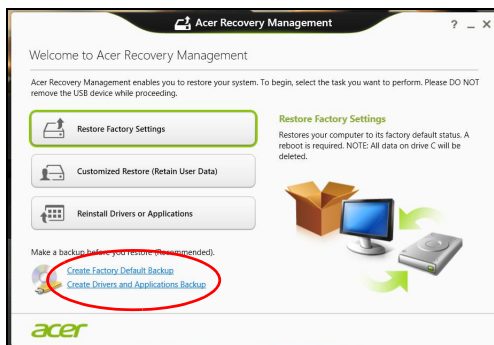 Acer Recovery Management
? _ X
Welcome to Acer Recovery Management
Acer Recovery Management enables you to restore your system. To begin, select the task you want to perform. Please DO NOT
remove the USB device while proceeding.
Restore Factory Settings
Customized Restore (Retain User Data)
Reinstall Drivers or Applications
Restore Factory Settings
Restores your computer to its factory default status. A
reboot is required. NOTE: All data on drive C will be
deleted.
Make a backup before you restore (Recommended).
Create Factory Default Backup
Create Drivers and Applications Backup
acer